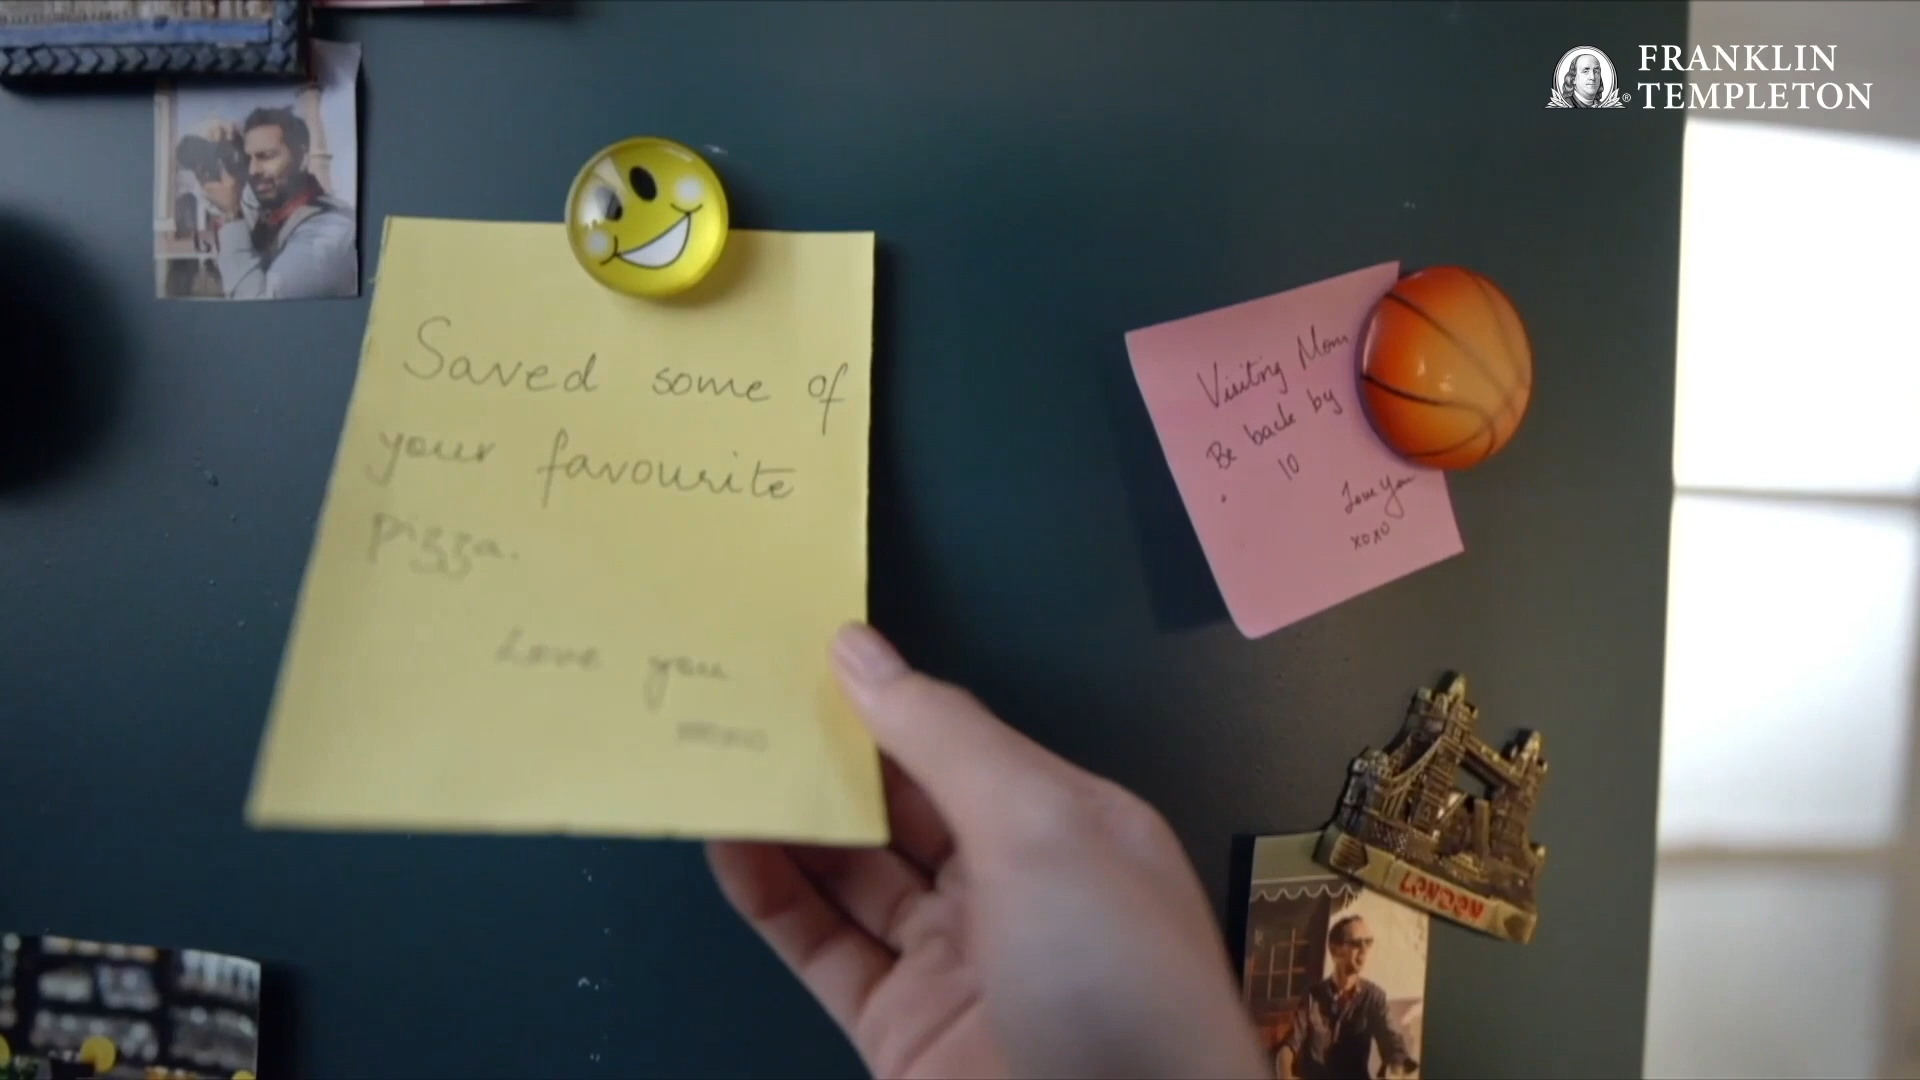 FRANKLIN
TEMPLETON
Saved some of
your favourite
pizza.
Love you
xoxo
Visiting Mom
Be back by
10
Love you
xoxo
LONDON